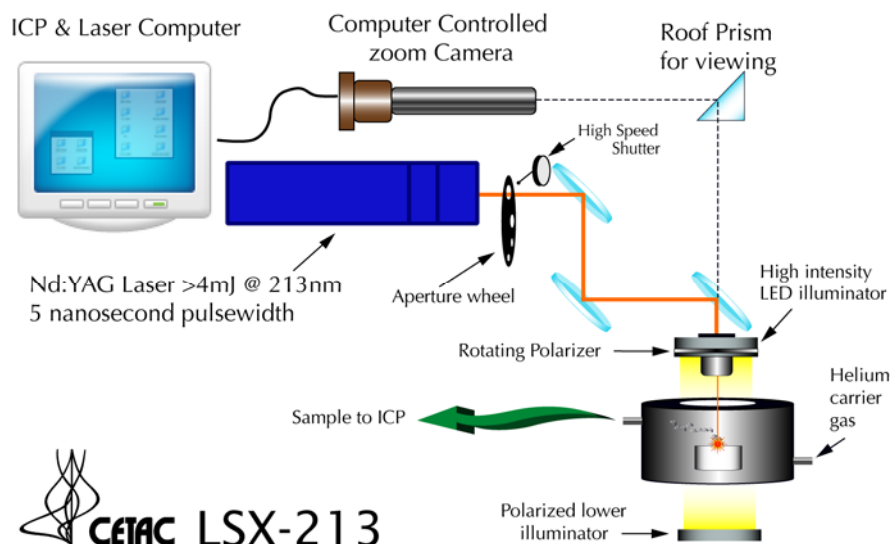 ICP & Laser Computer
Computer Controlled
zoom Camera
Roof Prism
for viewing
High Speed
Shutter
Nd:YAG Laser >4mJ @ 213nm
5 nanosecond pulsewidth
Aperture wheel
High intensity
LED illuminator
Rotating Polarizer
Helium
carrier
gas
Sample to ICP
Polarized lower
illuminator
CETAC LSX-213